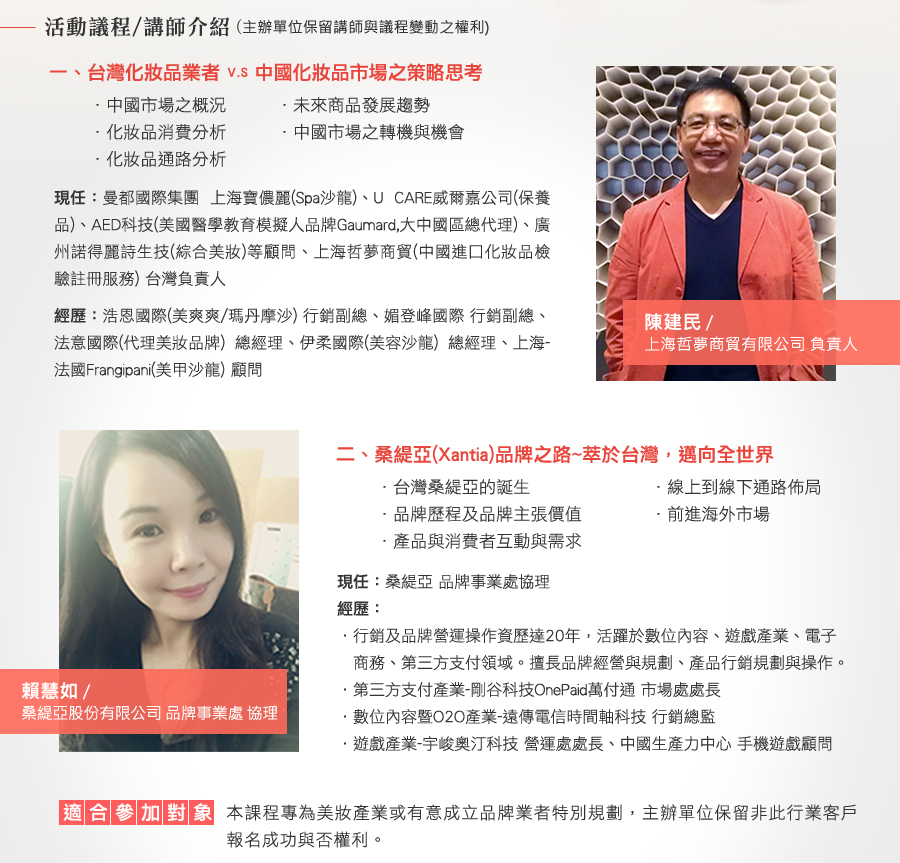 活動議程/講師介紹 (主辦單位保留講師與議程變動之權利)
一、台灣化妝品業者 v.s 中國化妝品市場之策略思考
· 中國市場之概況
· 未來商品發展趨勢
· 化妝品消費分析
· 中國市場之轉機與機會
· 化妝品通路分析
現任：曼都國際集團 上海寶儂麗(Spa沙龍)、U CARE威爾嘉公司(保養
品)、AED科技(美國醫學教育模擬人品牌Gaumard,大中國區總代理)、廣
州諾得麗詩生技(綜合美妝)等顧問、上海哲夢商貿(中國進口化妝品檢
驗註冊服務) 台灣負責人
經歷：浩恩國際(美爽爽/瑪丹摩沙) 行銷副總、媚登峰國際 行銷副總、
法意國際(代理美妝品牌) 總經理、伊柔國際(美容沙龍) 總經理、上海-
法國Frangipani(美甲沙龍) 顧問
陳建民 /
上海哲夢商貿有限公司 負責人
二、桑緹亞(Xantia)品牌之路~萃於台灣，邁向全世界
· 台灣桑緹亞的誕生
· 線上到線下通路佈局
· 品牌歷程及品牌主張價值
· 前進海外市場
· 產品與消費者互動與需求
現任：桑緹亞 品牌事業處協理
經歷：
· 行銷及品牌營運操作資歷達20年，活躍於數位內容、遊戲產業、電子
商務、第三方支付領域。擅長品牌經營與規劃、產品行銷規劃與操作。
· 第三方支付產業-剛谷科技OnePaid萬付通 市場處處長
· 數位內容暨O2O產業-遠傳電信時間軸科技 行銷總監
· 遊戲產業-宇峻奧汀科技 營運處處長、中國生產力中心 手機遊戲顧問
賴慧如 /
桑緹亞股份有限公司 品牌事業處 協理
適合參加對象 本課程專為美妝產業或有意成立品牌業者特別規劃，主辦單位保留非此行業客戶
報名成功與否權利。